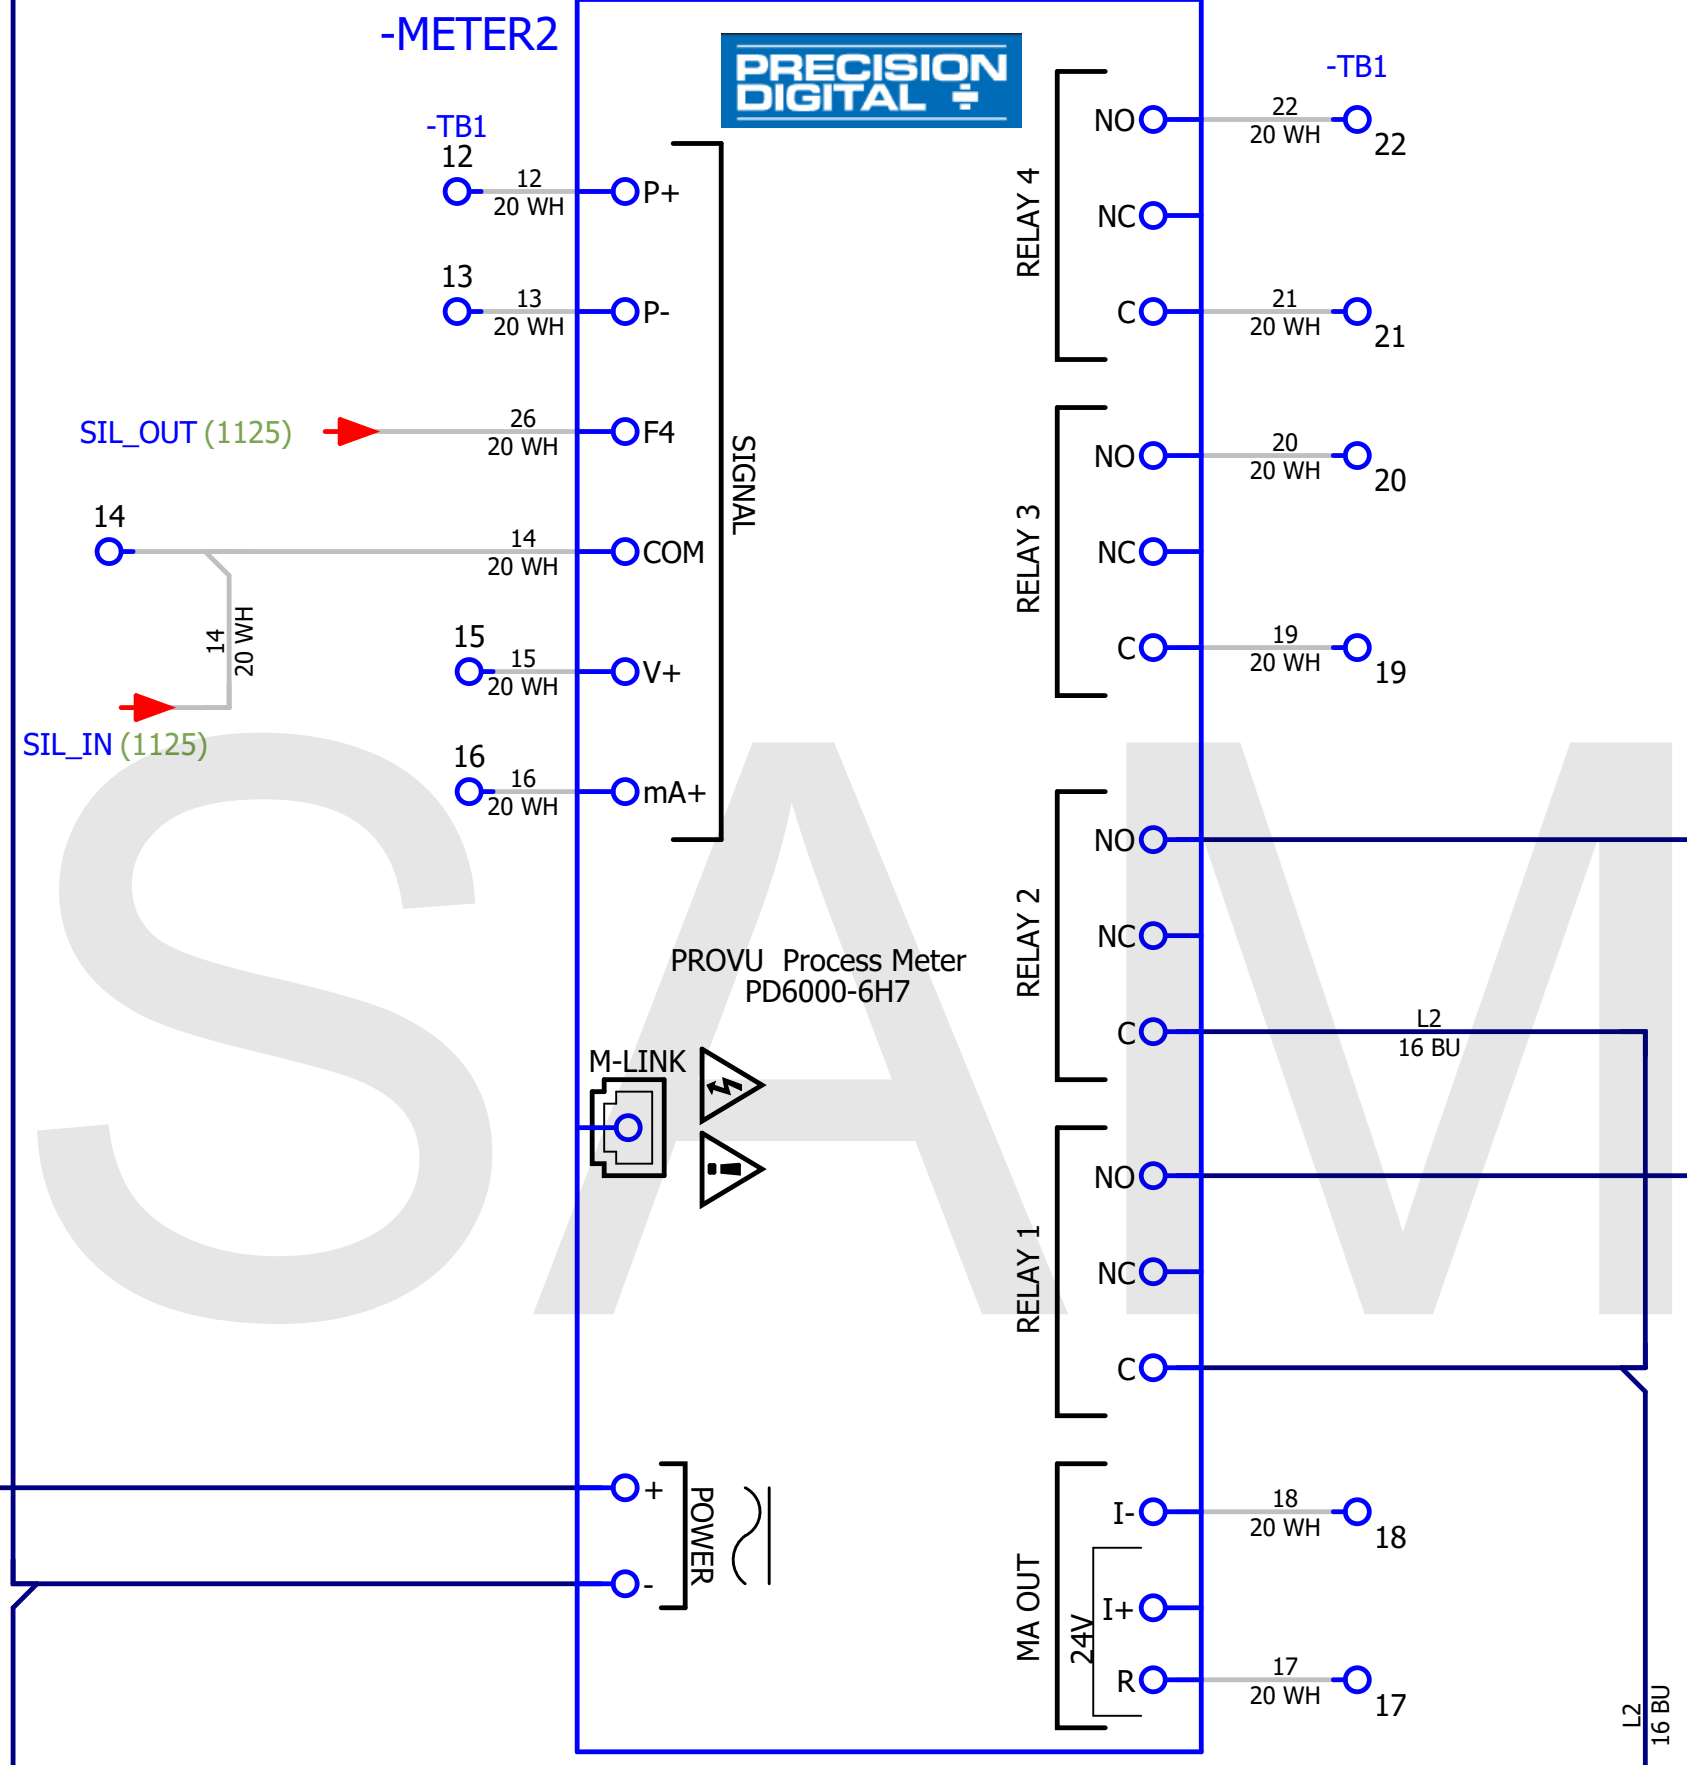 -METER2
PRECISION
DIGITAL
-TB1
12
12
20 WH
P+
13
13
20 WH
P-
SIL_OUT (1125)
26
20 WH
F4
14
14
20 WH
COM
14
20 WH
SIL_IN (1125)
15
15
20 WH
V+
16
16
20 WH
mA+
SIGNAL
PROVU Process Meter
PD6000-6H7
M-LINK
+
-
POWER
-TB1
RELAY 4
NO
22
20 WH
22
NC
C
21
20 WH
21
RELAY 3
NO
20
20 WH
20
NC
C
19
20 WH
19
RELAY 2
NO
NC
C
L2
16 BU
RELAY 1
NO
NC
C
MA OUT
I-
18
20 WH
18
24V
I+
R
17
20 WH
17
L2
16 BU
SAM